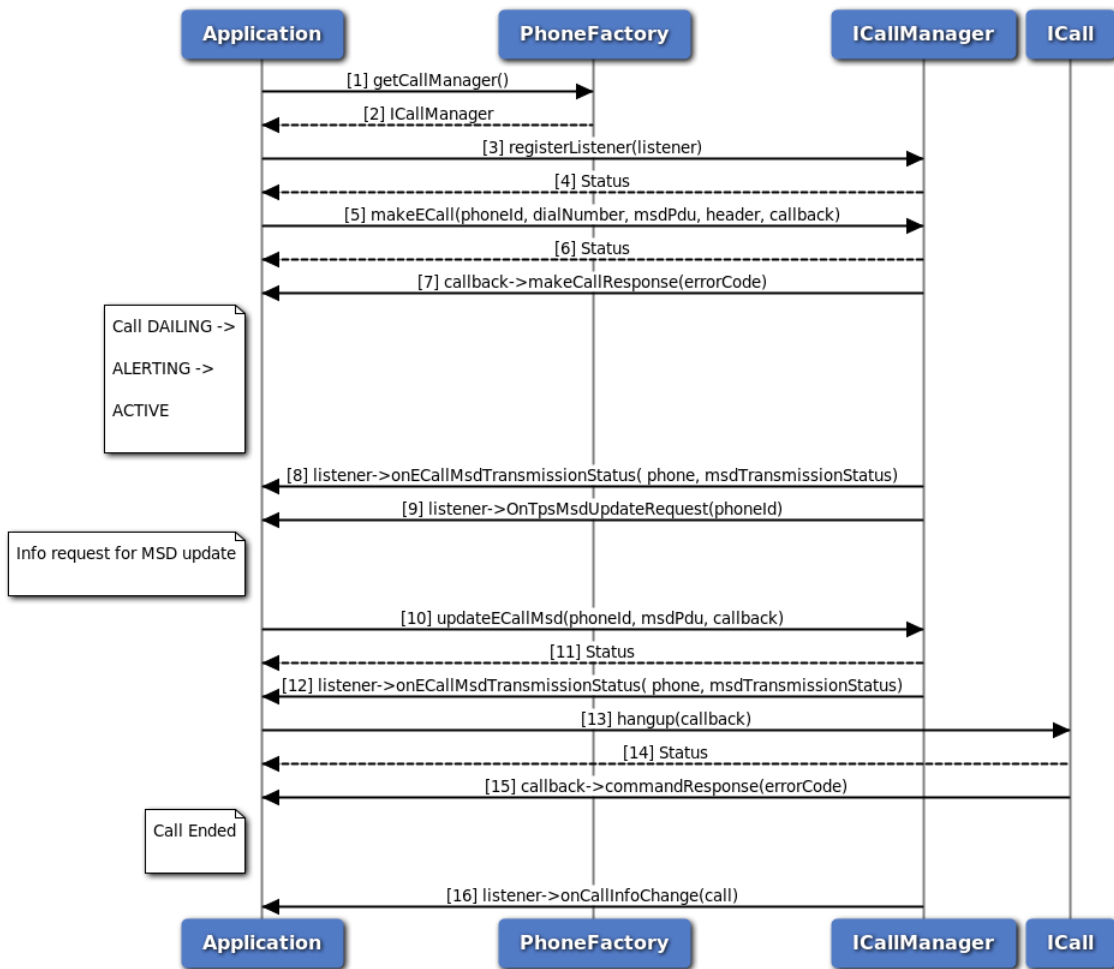 Application
PhoneFactory
ICallManager
ICall
[1] getCallManager()
[2] ICallManager
[3] registerListener(listener)
[4] Status
[5] makeECall(phoneId, dialNumber, msdPdu, header, callback)
[6] Status
[7] callback->makeCallResponse(errorCode)
Call DAILING ->
ALERTING ->
ACTIVE
[8] listener->onECallMsdTransmissionStatus( phone, msdTransmissionStatus)
[9] listener->OnTpsMsdUpdateRequest(phoneId)
Info request for MSD update
[10] updateECallMsd(phoneId, msdPdu, callback)
[11] Status
[12] listener->onECallMsdTransmissionStatus( phone, msdTransmissionStatus)
[13] hangup(callback)
[14] Status
[15] callback->commandResponse(errorCode)
Call Ended
[16] listener->onCallInfoChange(call)
Application
PhoneFactory
ICallManager
ICall